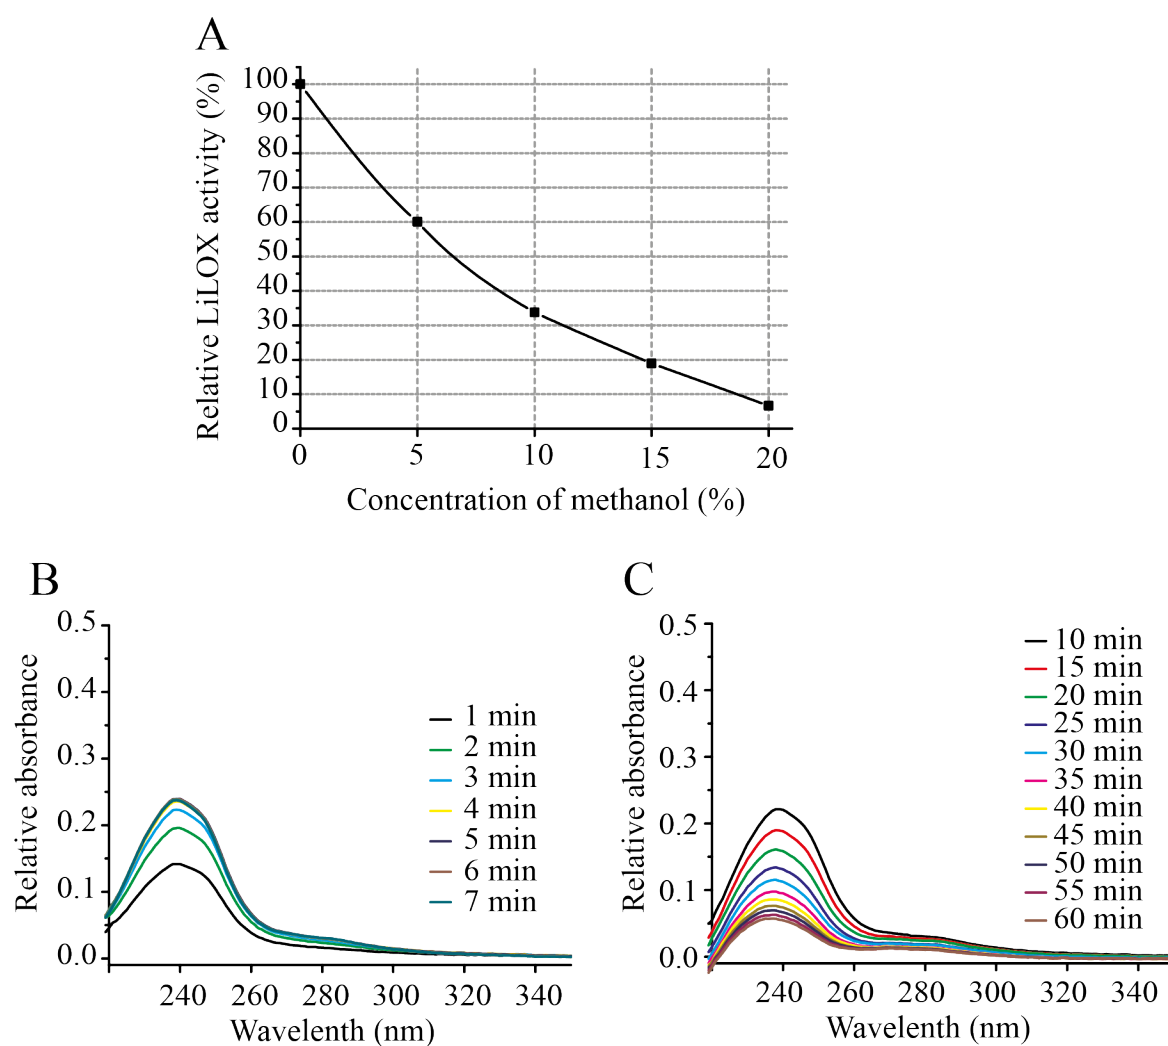 A
Relative LiLOX activity (%)
100
90
80
70
60
50
40
30
20
10
0
0 5 10 15 20
Concentration of methanol (%)
B
Relative absorbance
0.5
0.4
0.3
0.2
0.1
0.0
1 min
2 min
3 min
4 min
5 min
6 min
7 min
240 260 280 300 320 340
Wavelenth (nm)
C
Relative absorbance
0.5
0.4
0.3
0.2
0.1
0.0
10 min
15 min
20 min
25 min
30 min
35 min
40 min
45 min
50 min
55 min
60 min
240 260 280 300 320 340
Wavelenth (nm)